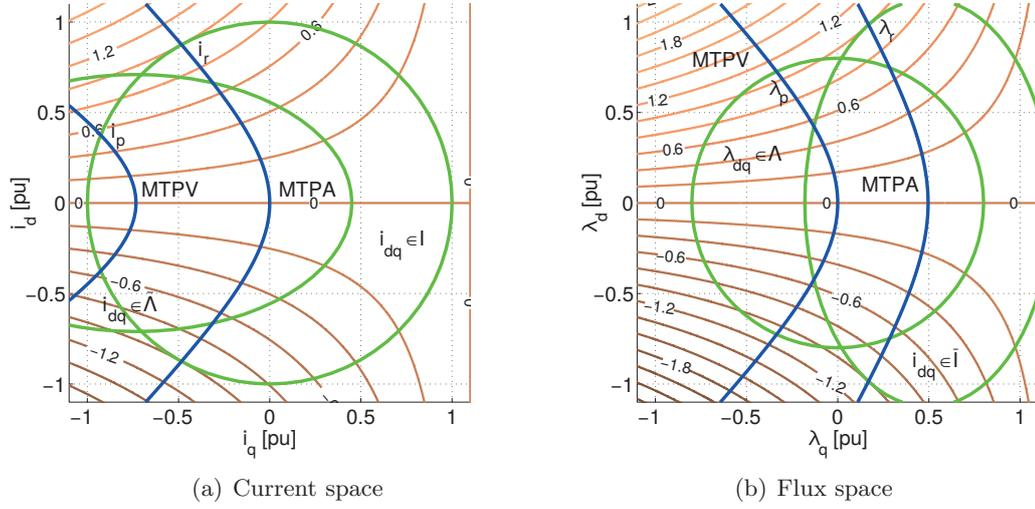 1
0.5
0
−0.5
−1
−1 −0.5 0 0.5 1
i_d [pu]
i_q [pu]
1.2
0.6
0.6
0
0
0
0
−0.6
−1.2
i_r
i_p
MTPV
MTPA
i_dq ∈ I
i_dq ∈ Λ̄
(a) Current space
1
0.5
0
−0.5
−1
−1 −0.5 0 0.5 1
λ_d [pu]
λ_q [pu]
1.8
1.2
0.6
0.6
0
0
0
−0.6
−0.6
−1.2
−1.2
−1.8
MTPV
λ_r
λ_p
λ_dq ∈ Λ
MTPA
i_dq ∈ Ī
(b) Flux space